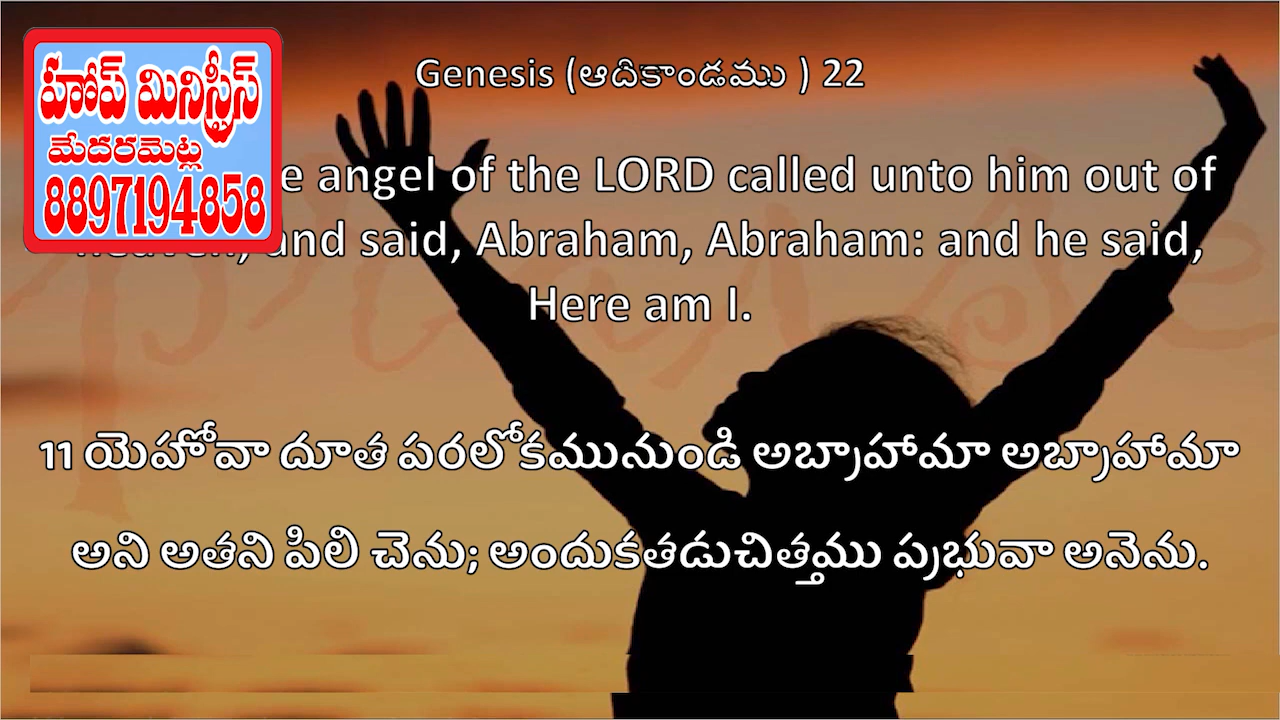 హోప్ మినిస్ట్రీస్
మేదరమెట్ల
8897194858
Genesis (ఆదికాండము ) 22
angel of the LORD called unto him out of
and said, Abraham, Abraham: and he said,
Here am I.
11 యెహోవా దూత పరలోకమునుండి అబ్రాహామా అబ్రాహామా
అని అతని పిలి చెను; అందుకతడుచిత్తము ప్రభువా అనెను.
praise